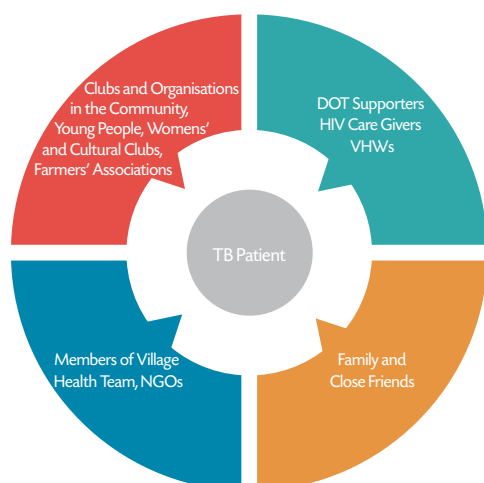 Clubs and Organisations
in the Community,
Young People, Womens'
and Cultural Clubs,
Farmers' Associations
DOT Supporters
HIV Care Givers
VHWs
TB Patient
Members of Village
Health Team, NGOs
Family and
Close Friends